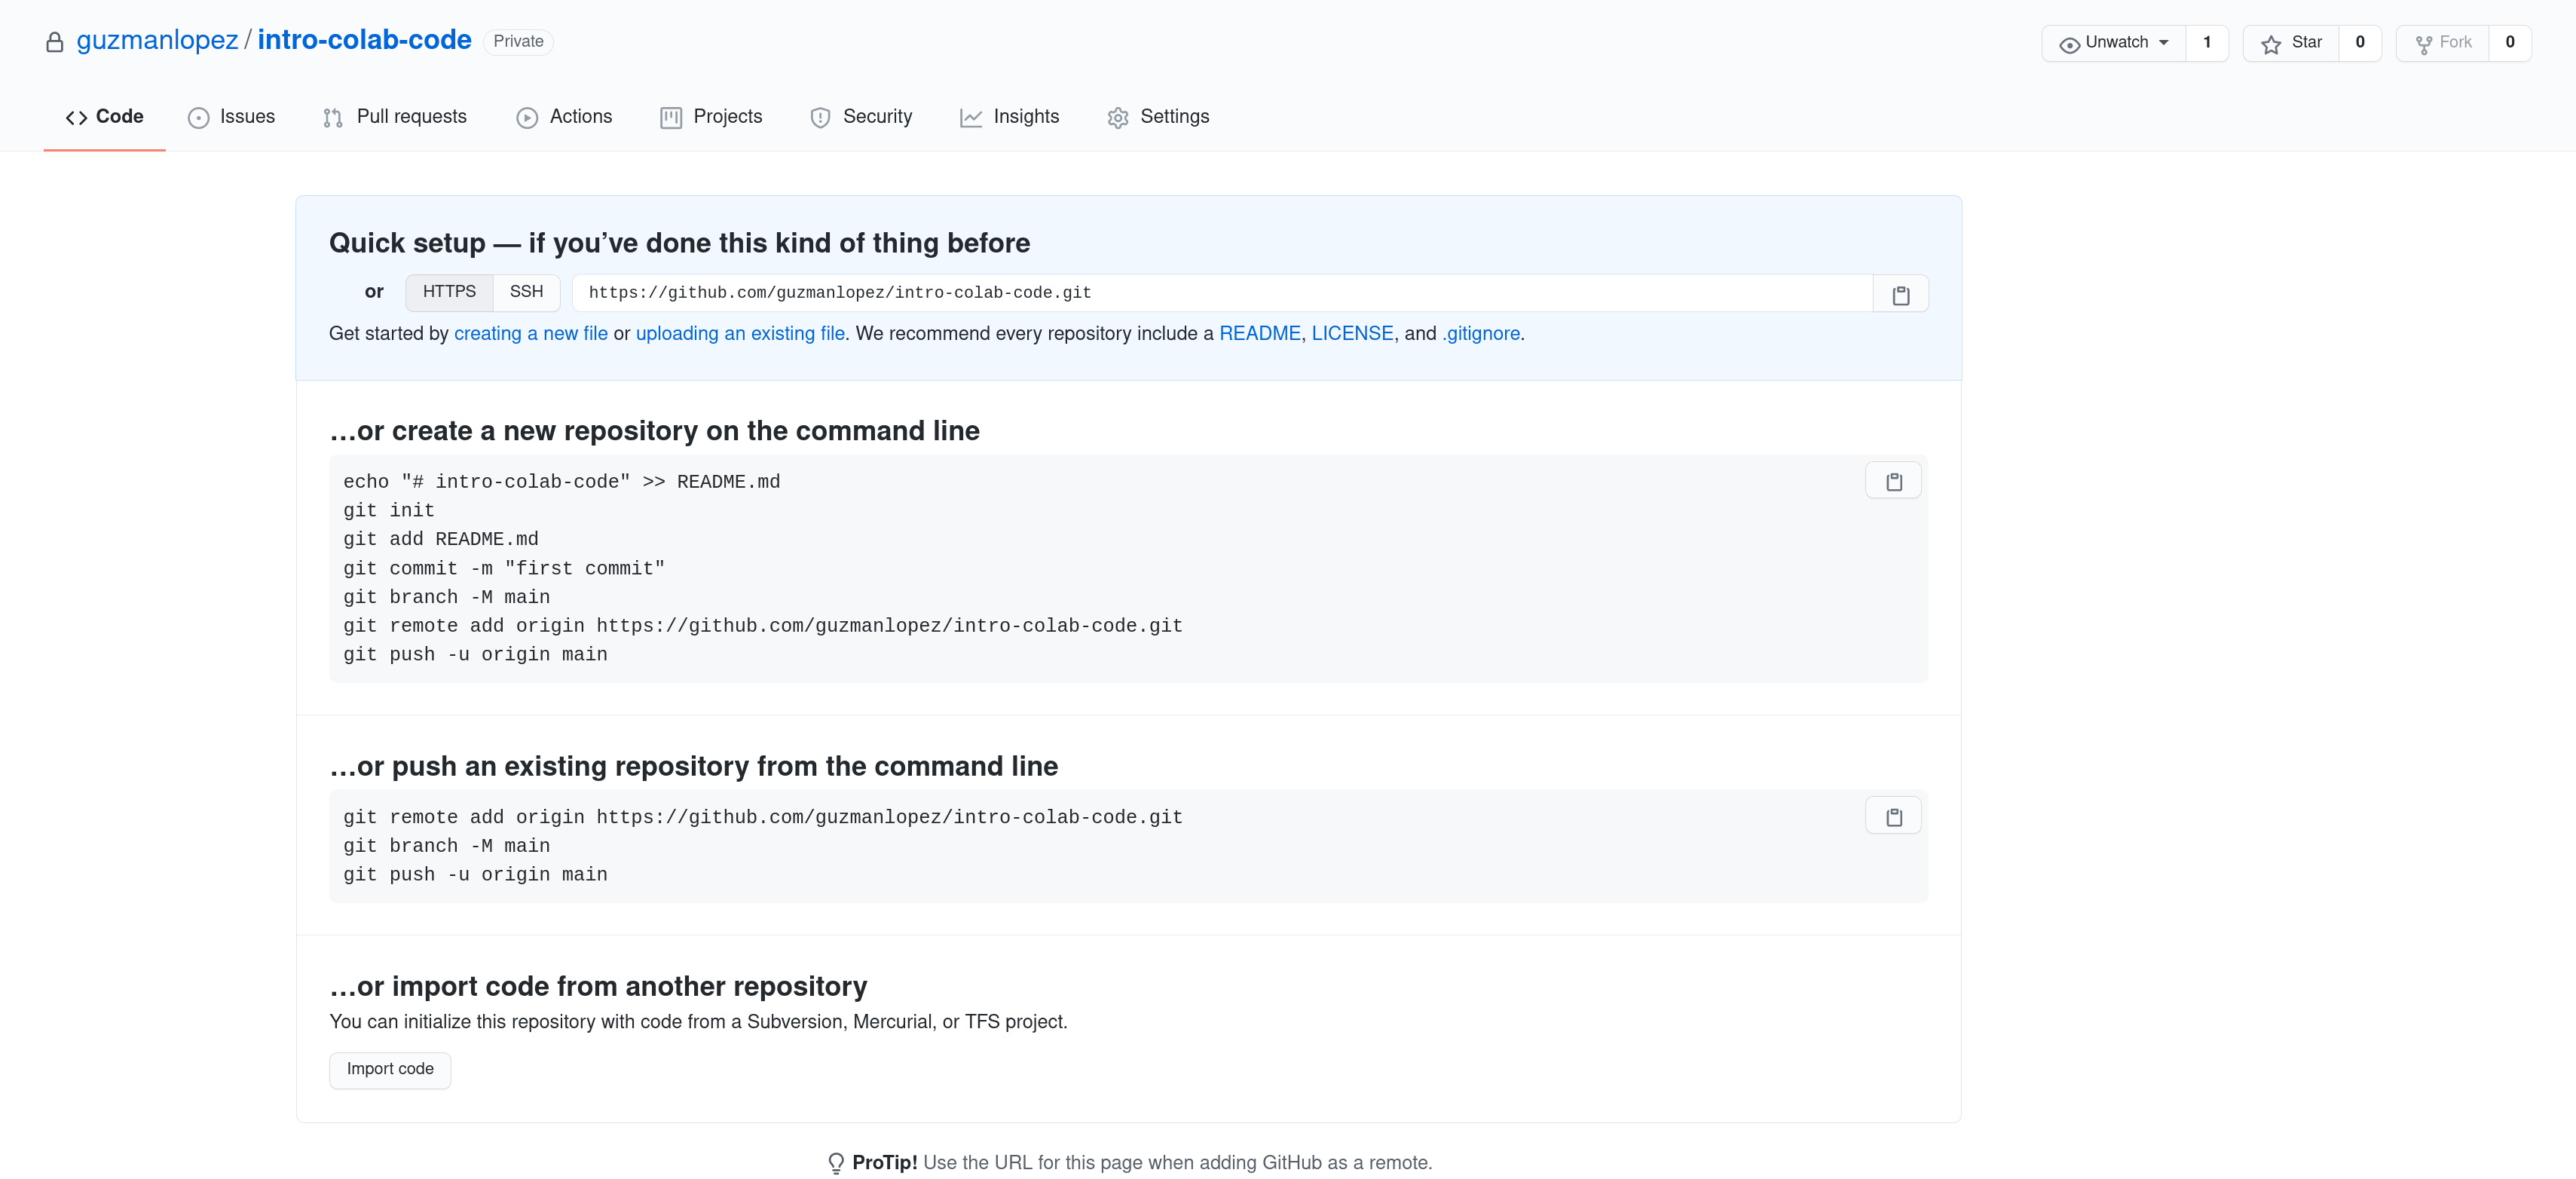 guzmanlopez / intro-colab-code Private
Unwatch 1 Star 0 Fork 0
Code Issues Pull requests Actions Projects Security Insights Settings
Quick setup — if you’ve done this kind of thing before
or HTTPS SSH https://github.com/guzmanlopez/intro-colab-code.git
Get started by creating a new file or uploading an existing file. We recommend every repository include a README, LICENSE, and .gitignore.
…or create a new repository on the command line
echo "# intro-colab-code" >> README.md
git init
git add README.md
git commit -m "first commit"
git branch -M main
git remote add origin https://github.com/guzmanlopez/intro-colab-code.git
git push -u origin main
…or push an existing repository from the command line
git remote add origin https://github.com/guzmanlopez/intro-colab-code.git
git branch -M main
git push -u origin main
…or import code from another repository
You can initialize this repository with code from a Subversion, Mercurial, or TFS project.
Import code
ProTip! Use the URL for this page when adding GitHub as a remote.